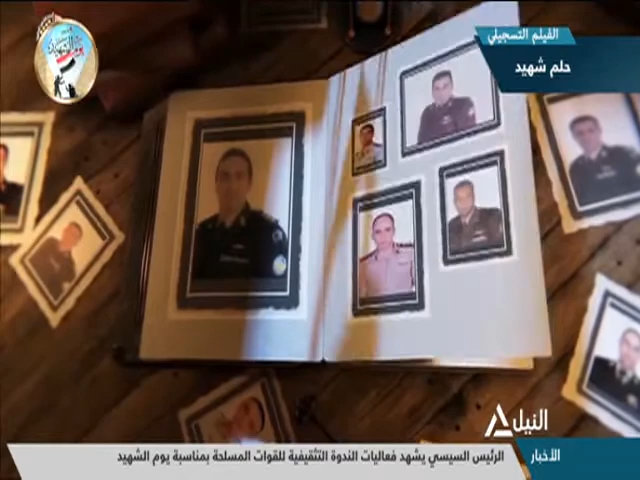 الفيلم التسجيلي
حلم شهيد
النيل
الأخبار
الرئيس السيسي يشهد فعاليات الندوة التثقيفية للقوات المسلحة بمناسبة يوم الشهيد